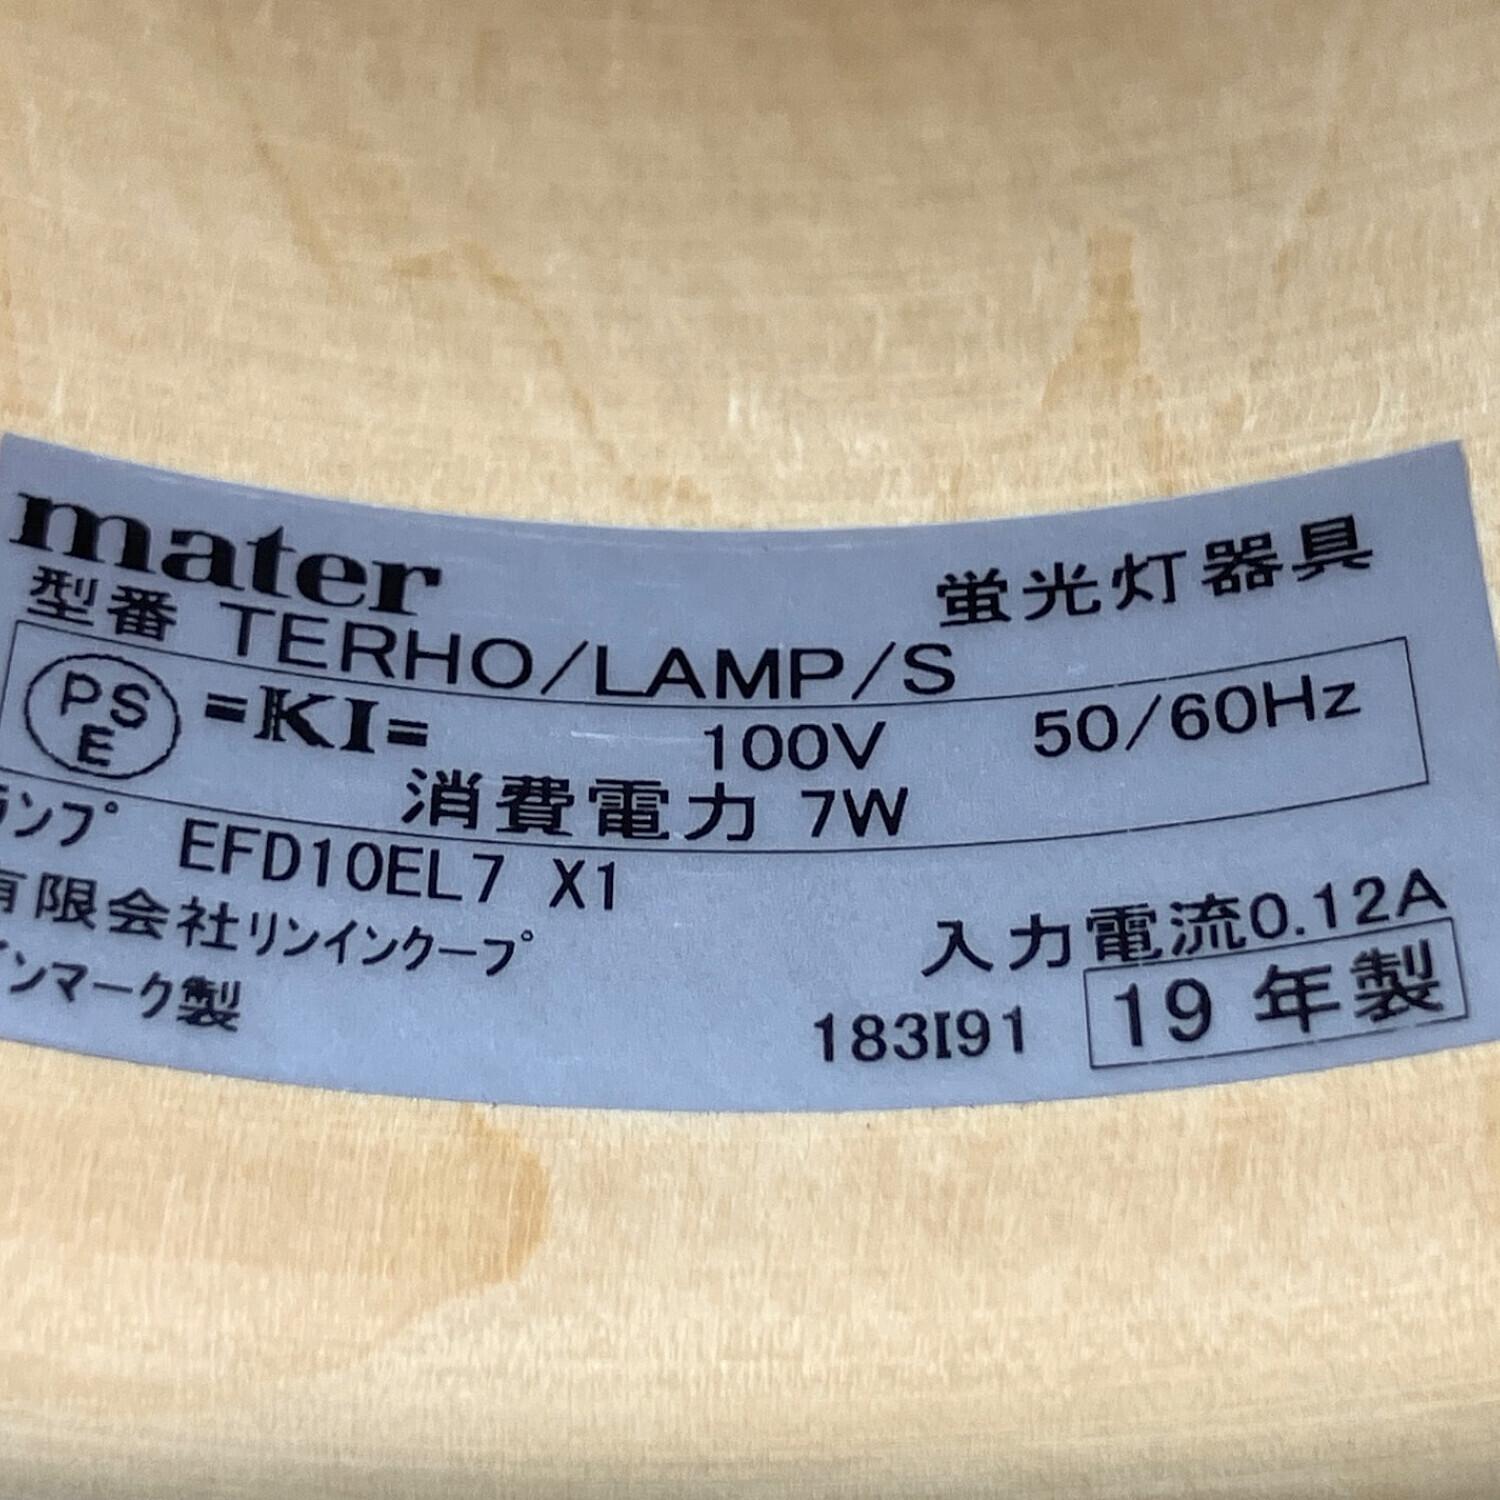 mater
蛍光灯器具
型番 TERHO/LAMP/S
PS
E
=KI=
100V 50/60Hz
消費電力 7W
ランプ EFD10EL7 X1
入力電流0.12A
有限会社リンインクープ
ンマーク製
183I91 19 年製